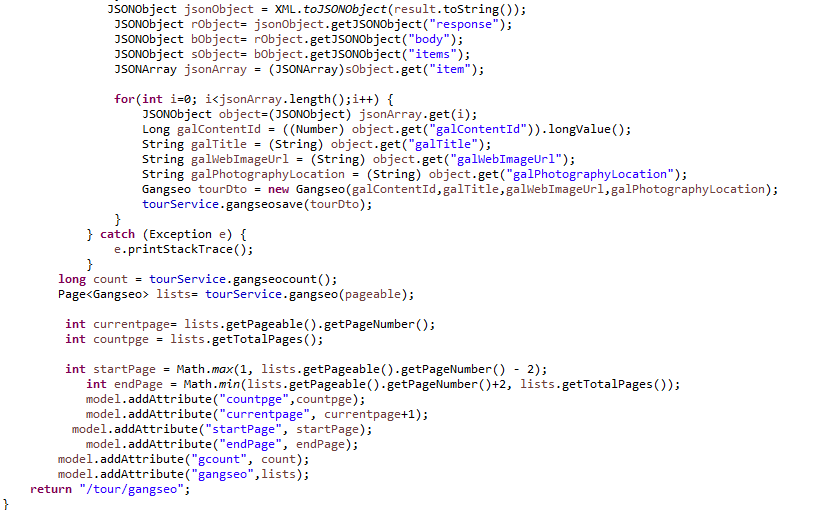 JSONObject jsonObject = XML.toJSONObject(result.toString());
JSONObject rObject= jsonObject.getJSONObject("response");
JSONObject bObject= rObject.getJSONObject("body");
JSONObject sObject= bObject.getJSONObject("items");
JSONArray jsonArray = (JSONArray)sObject.get("item");
for(int i=0; i<jsonArray.length();i++) {
JSONObject object=(JSONObject) jsonArray.get(i);
Long galContentId = ((Number) object.get("galContentId")).longValue();
String galTitle = (String) object.get("galTitle");
String galWebImageUrl = (String) object.get("galWebImageUrl");
String galPhotographyLocation = (String) object.get("galPhotographyLocation");
Gangseo tourDto = new Gangseo(galContentId,galTitle,galWebImageUrl,galPhotographyLocation);
tourService.gangseosave(tourDto);
}
} catch (Exception e) {
e.printStackTrace();
}
long count = tourService.gangseocount();
Page<Gangseo> lists= tourService.gangseo(pageable);
int currentpage= lists.getPageable().getPageNumber();
int countpge = lists.getTotalPages();
int startPage = Math.max(1, lists.getPageable().getPageNumber() - 2);
int endPage = Math.min(lists.getPageable().getPageNumber()+2, lists.getTotalPages());
model.addAttribute("countpge",countpge);
model.addAttribute("currentpage", currentpage+1);
model.addAttribute("startPage", startPage);
model.addAttribute("endPage", endPage);
model.addAttribute("gcount", count);
model.addAttribute("gangseo",lists);
return "/tour/gangseo";
}